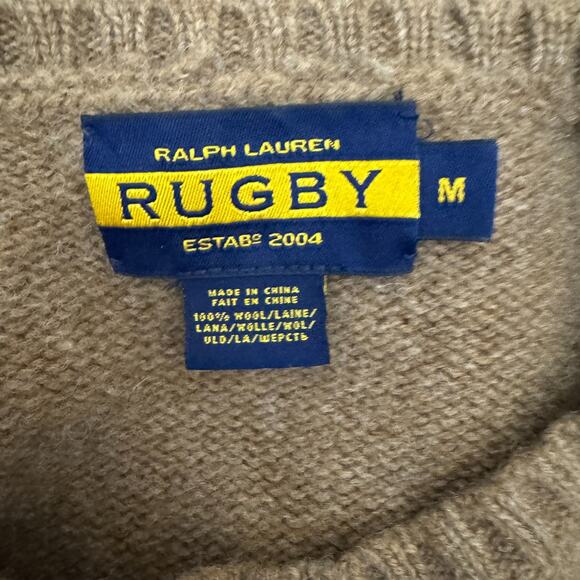 RALPH LAUREN
RUGBY
ESTABº 2004
M
MADE IN CHINA
FAIT EN CHINE
100% WOOL/LAINE/
LANA/WOLLE/WOL/
ULD/LA/ШЕРСТЬ